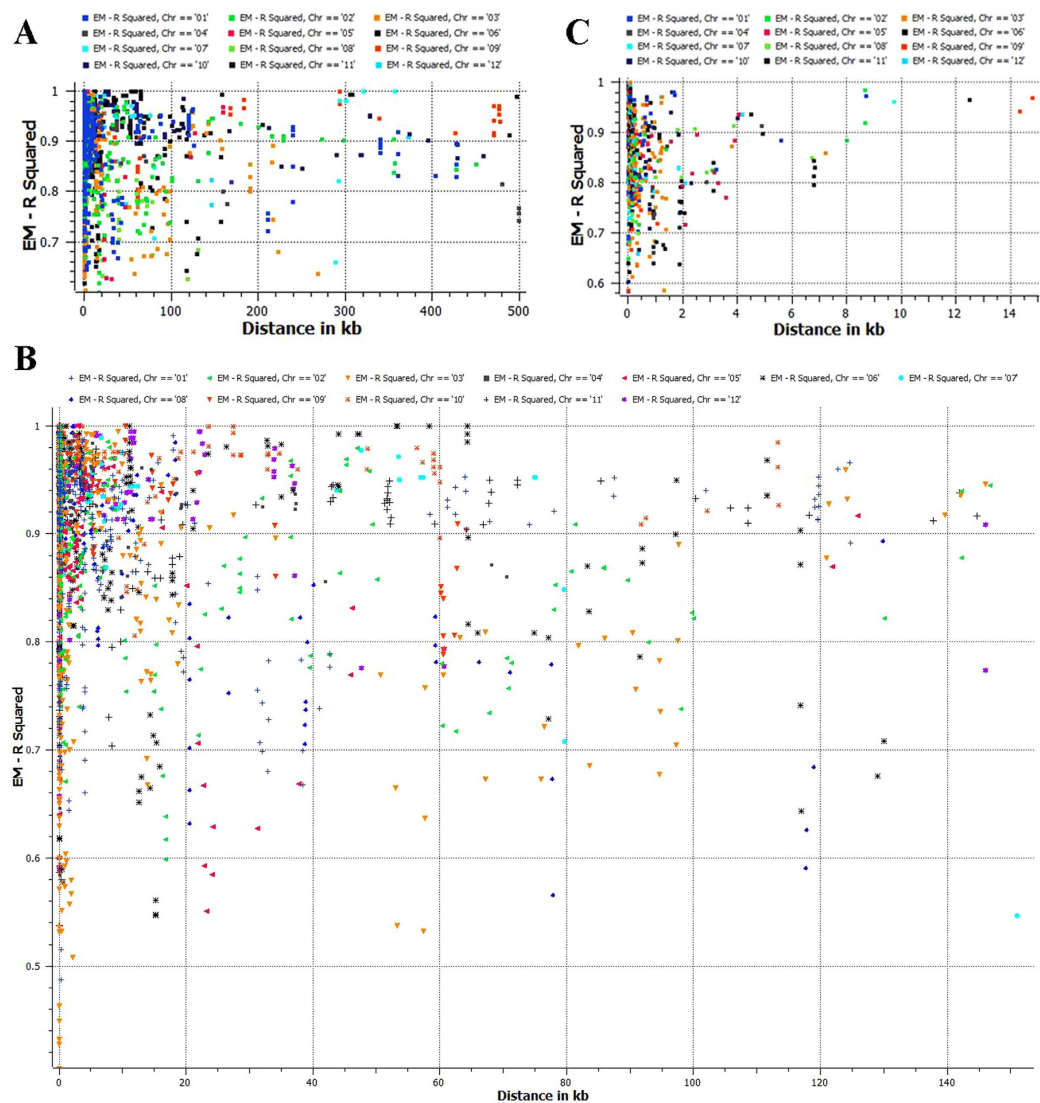 A
EM - R Squared, Chr == '01' EM - R Squared, Chr == '02' EM - R Squared, Chr == '03'
EM - R Squared, Chr == '04' EM - R Squared, Chr == '05' EM - R Squared, Chr == '06'
EM - R Squared, Chr == '07' EM - R Squared, Chr == '08' EM - R Squared, Chr == '09'
EM - R Squared, Chr == '10' EM - R Squared, Chr == '11' EM - R Squared, Chr == '12'
EM - R Squared
1
0.9
0.8
0.7
0 100 200 300 400 500
Distance in kb
C
EM - R Squared, Chr == '01' EM - R Squared, Chr == '02' EM - R Squared, Chr == '03'
EM - R Squared, Chr == '04' EM - R Squared, Chr == '05' EM - R Squared, Chr == '06'
EM - R Squared, Chr == '07' EM - R Squared, Chr == '08' EM - R Squared, Chr == '09'
EM - R Squared, Chr == '10' EM - R Squared, Chr == '11' EM - R Squared, Chr == '12'
EM - R Squared
1
0.9
0.8
0.7
0.6
0 2 4 6 8 10 12 14
Distance in kb
B
EM - R Squared, Chr == '01' EM - R Squared, Chr == '02' EM - R Squared, Chr == '03' EM - R Squared, Chr == '04' EM - R Squared, Chr == '05' EM - R Squared, Chr == '06' EM - R Squared, Chr == '07'
EM - R Squared, Chr == '08' EM - R Squared, Chr == '09' EM - R Squared, Chr == '10' EM - R Squared, Chr == '11' EM - R Squared, Chr == '12'
EM - R Squared
1
0.9
0.8
0.7
0.6
0.5
0 20 40 60 80 100 120 140
Distance in kb